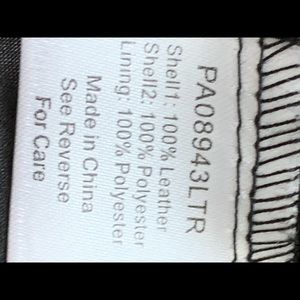 PA08943LTR
Shell1: 100% Leather
Shell2: 100% Polyester
Lining: 100% Polyester
Made in China
See Reverse
For Care